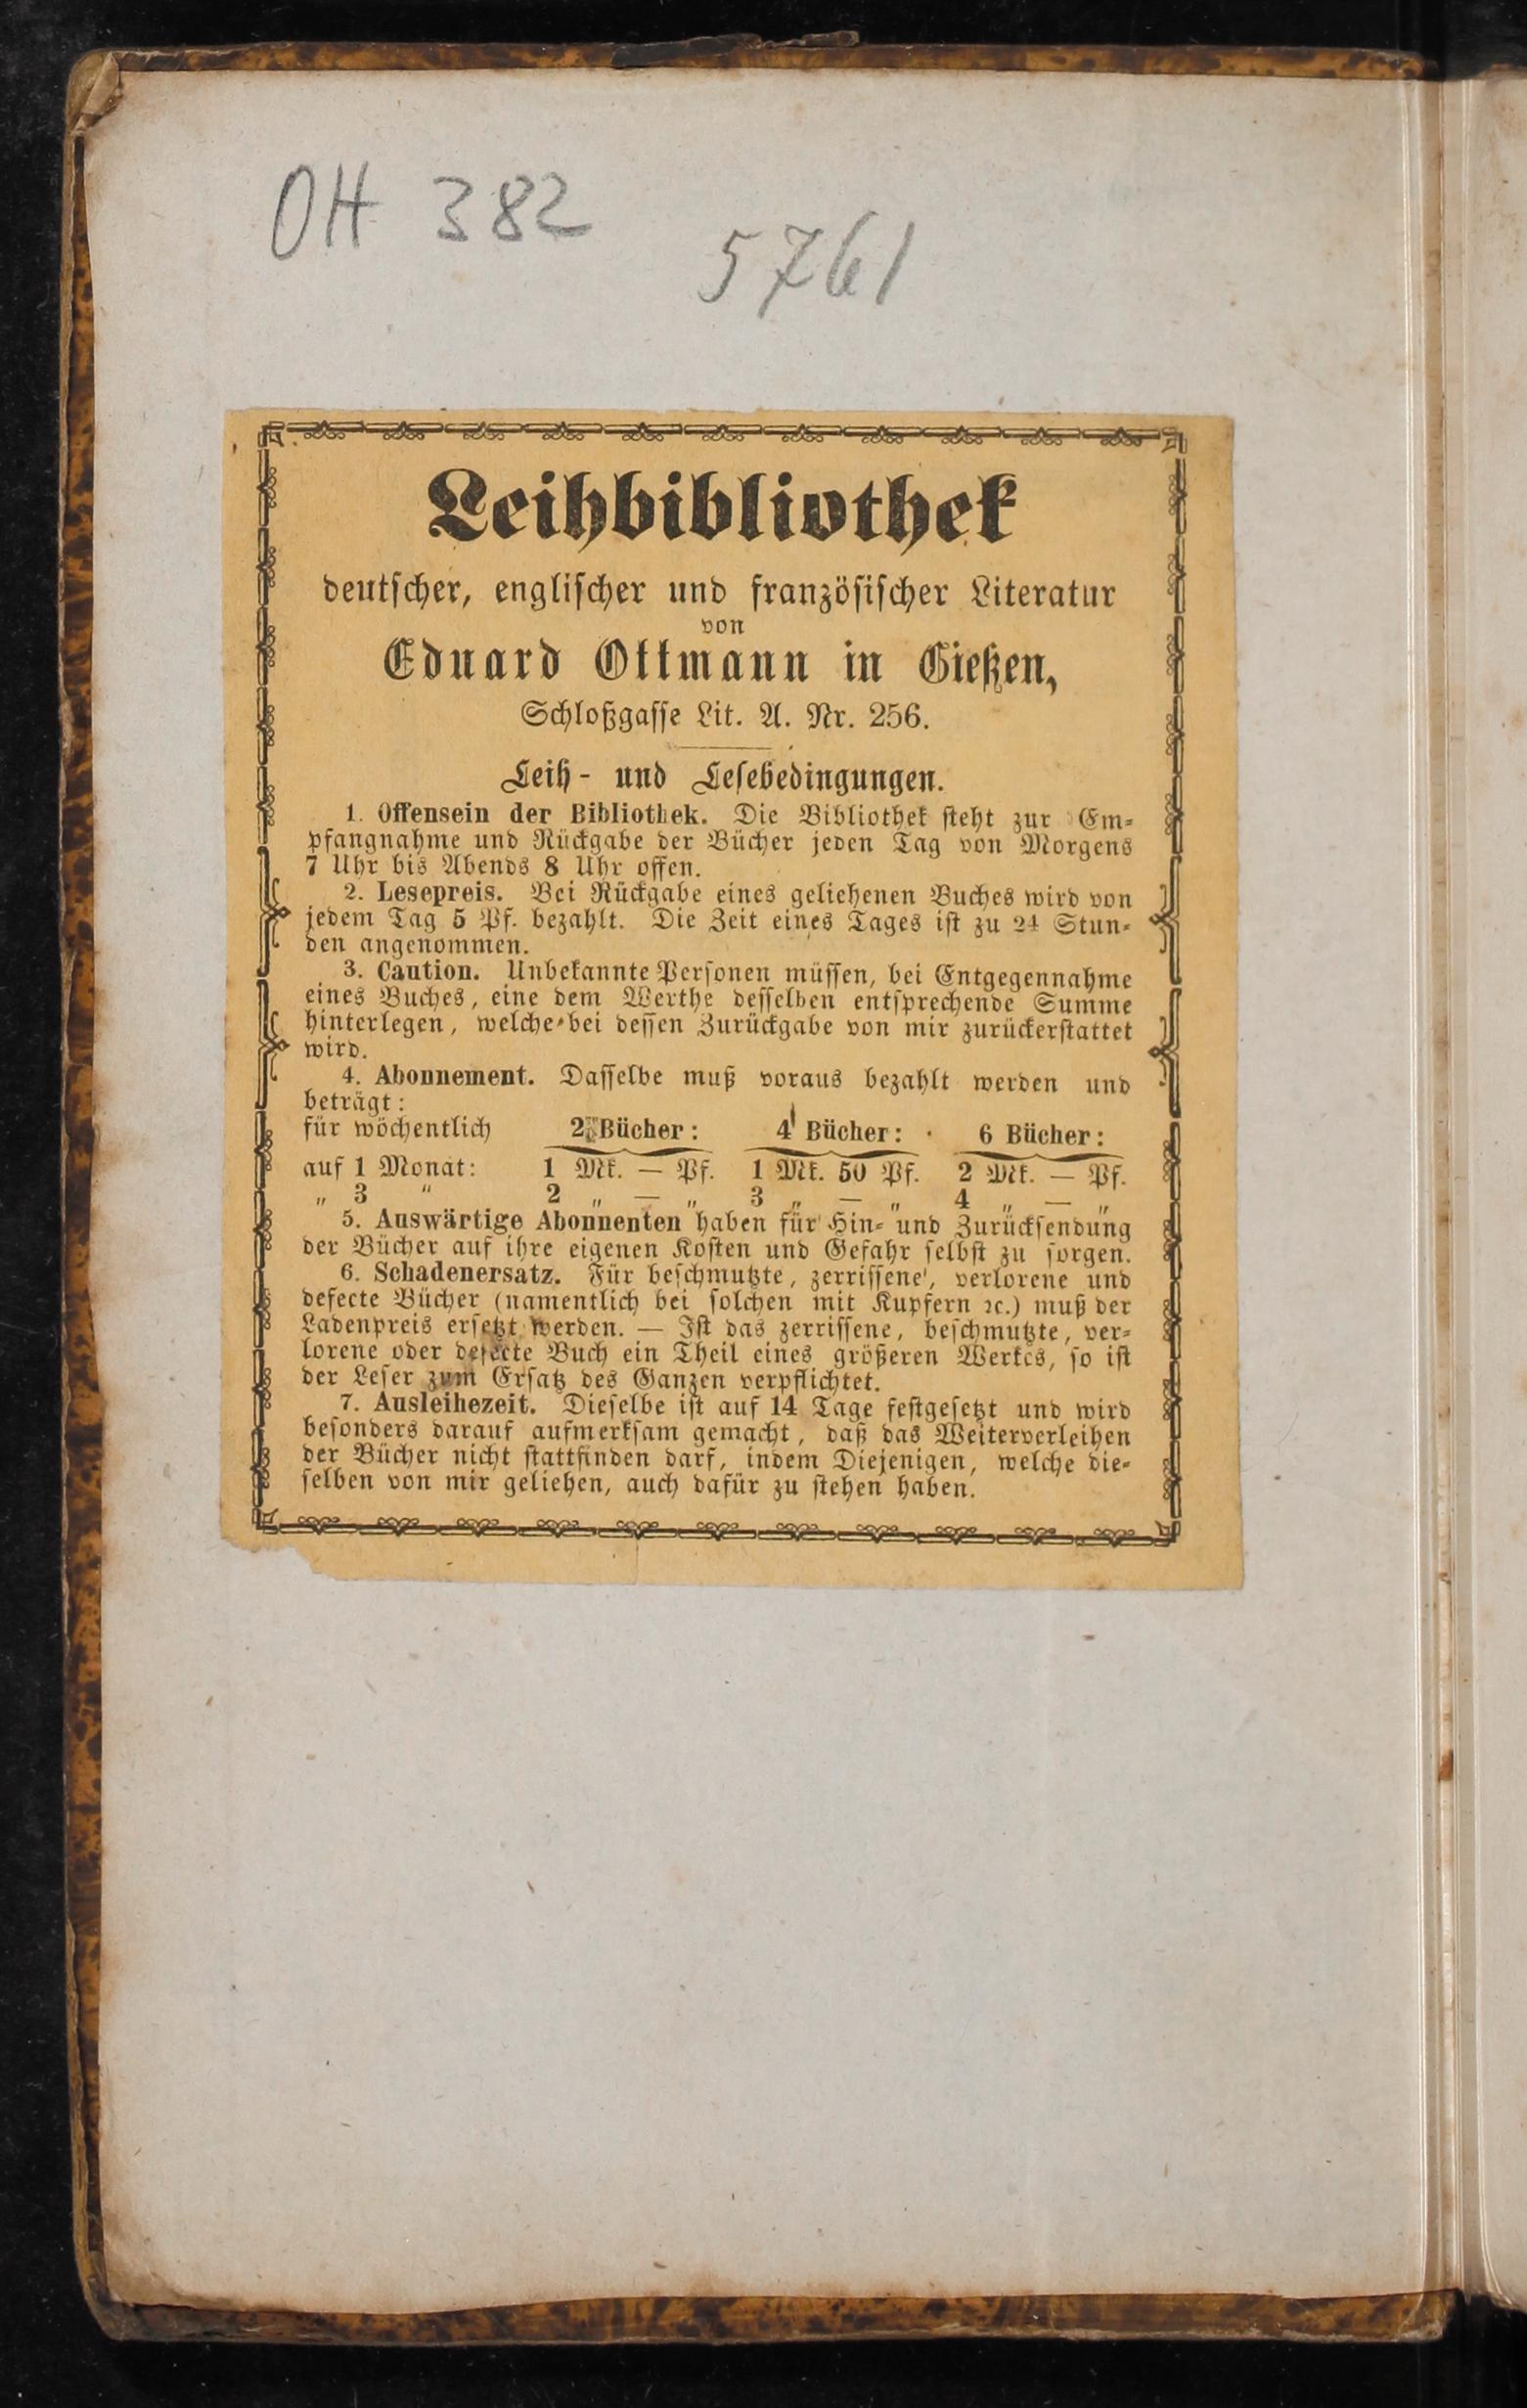 OH 382
5761
Leihbibliothek
deutscher, englischer und französischer Literatur
von
Eduard Ottmann in Gießen,
Schloßgasse Lit. A. Nr. 256.
Leih- und Lesebedingungen.
1. Offensein der Bibliothek. Die Bibliothek steht zur Em-
pfangnahme und Rückgabe der Bücher jeden Tag von Morgens
7 Uhr bis Abends 8 Uhr offen.
2. Lesepreis. Bei Rückgabe eines geliehenen Buches wird von
jedem Tag 5 Pf. bezahlt. Die Zeit eines Tages ist zu 24 Stun-
den angenommen.
3. Caution. Unbekannte Personen müssen, bei Entgegennahme
eines Buches, eine dem Werthe desselben entsprechende Summe
hinterlegen, welche bei dessen Zurückgabe von mir zurückerstattet
wird.
4. Abonnement. Dasselbe muß voraus bezahlt werden und
beträgt:
für wöchentlich 2 Bücher: 4 Bücher: 6 Bücher:
auf 1 Monat: 1 Mk. — Pf. 1 Mk. 50 Pf. 2 Mk. — Pf.
„ 3 „ 2 „ — „ 3 „ — „ 4 „ — „
5. Auswärtige Abonnenten haben für Hin- und Zurücksendung
der Bücher auf ihre eigenen Kosten und Gefahr selbst zu sorgen.
6. Schadenersatz. Für beschmutzte, zerrissene, verlorene und
defecte Bücher (namentlich bei solchen mit Kupfern ꝛc.) muß der
Ladenpreis ersetzt werden. — Ist das zerrissene, beschmutzte, ver-
lorene oder defecte Buch ein Theil eines größeren Werkes, so ist
der Leser zum Ersatz des Ganzen verpflichtet.
7. Ausleihezeit. Dieselbe ist auf 14 Tage festgesetzt und wird
besonders darauf aufmerksam gemacht, daß das Weiterverleihen
der Bücher nicht stattfinden darf, indem Diejenigen, welche die-
selben von mir geliehen, auch dafür zu stehen haben.